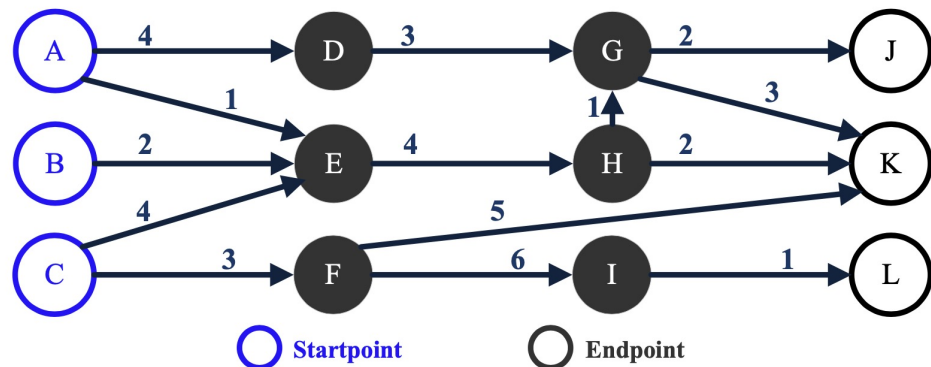 A 4 D 3 G 2 J
1 1 3
B 2 E 4 H 2 K
4 5
C 3 F 6 I 1 L
Startpoint Endpoint